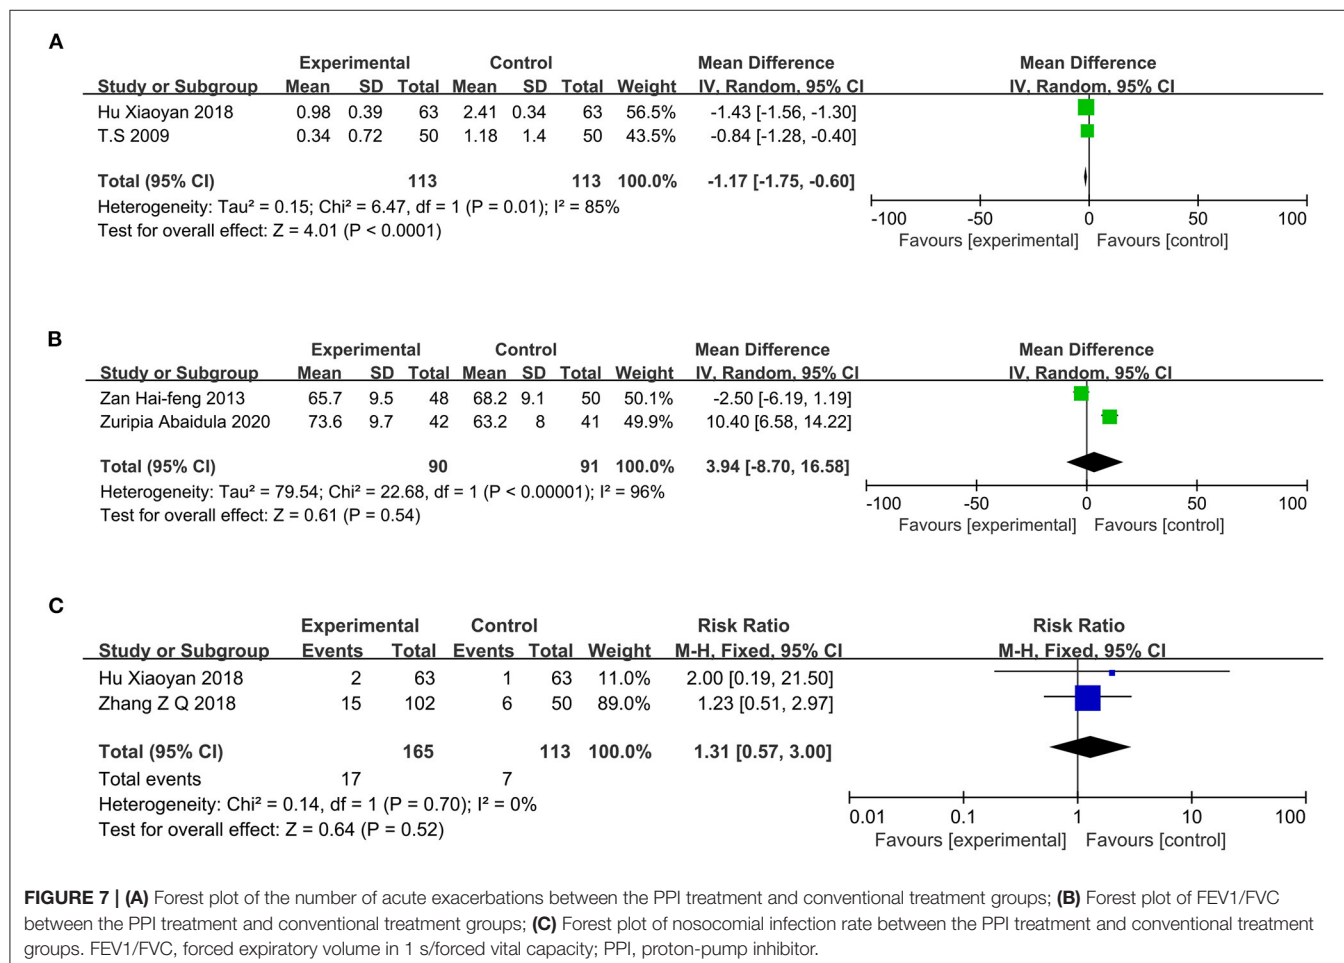 A
Experimental Control Mean Difference Mean Difference
Study or Subgroup Mean SD Total Mean SD Total Weight IV, Random, 95% CI IV, Random, 95% CI
Hu Xiaoyan 2018 0.98 0.39 63 2.41 0.34 63 56.5% -1.43 [-1.56, -1.30]
T.S 2009 0.34 0.72 50 1.18 1.4 50 43.5% -0.84 [-1.28, -0.40]
Total (95% CI) 113 113 100.0% -1.17 [-1.75, -0.60]
Heterogeneity: Tau² = 0.15; Chi² = 6.47, df = 1 (P = 0.01); I² = 85%
Test for overall effect: Z = 4.01 (P < 0.0001)
-100 -50 0 50 100
Favours [experimental] Favours [control]
B
Experimental Control Mean Difference Mean Difference
Study or Subgroup Mean SD Total Mean SD Total Weight IV, Random, 95% CI IV, Random, 95% CI
Zan Hai-feng 2013 65.7 9.5 48 68.2 9.1 50 50.1% -2.50 [-6.19, 1.19]
Zuripia Abaidula 2020 73.6 9.7 42 63.2 8 41 49.9% 10.40 [6.58, 14.22]
Total (95% CI) 90 91 100.0% 3.94 [-8.70, 16.58]
Heterogeneity: Tau² = 79.54; Chi² = 22.68, df = 1 (P < 0.00001); I² = 96%
Test for overall effect: Z = 0.61 (P = 0.54)
-100 -50 0 50 100
Favours [experimental] Favours [control]
C
Experimental Control Risk Ratio Risk Ratio
Study or Subgroup Events Total Events Total Weight M-H, Fixed, 95% CI M-H, Fixed, 95% CI
Hu Xiaoyan 2018 2 63 1 63 11.0% 2.00 [0.19, 21.50]
Zhang Z Q 2018 15 102 6 50 89.0% 1.23 [0.51, 2.97]
Total (95% CI) 165 113 100.0% 1.31 [0.57, 3.00]
Total events 17 7
Heterogeneity: Chi² = 0.14, df = 1 (P = 0.70); I² = 0%
Test for overall effect: Z = 0.64 (P = 0.52)
0.01 0.1 1 10 100
Favours [experimental] Favours [control]
FIGURE 7 | (A) Forest plot of the number of acute exacerbations between the PPI treatment and conventional treatment groups; (B) Forest plot of FEV1/FVC
between the PPI treatment and conventional treatment groups; (C) Forest plot of nosocomial infection rate between the PPI treatment and conventional treatment
groups. FEV1/FVC, forced expiratory volume in 1 s/forced vital capacity; PPI, proton-pump inhibitor.